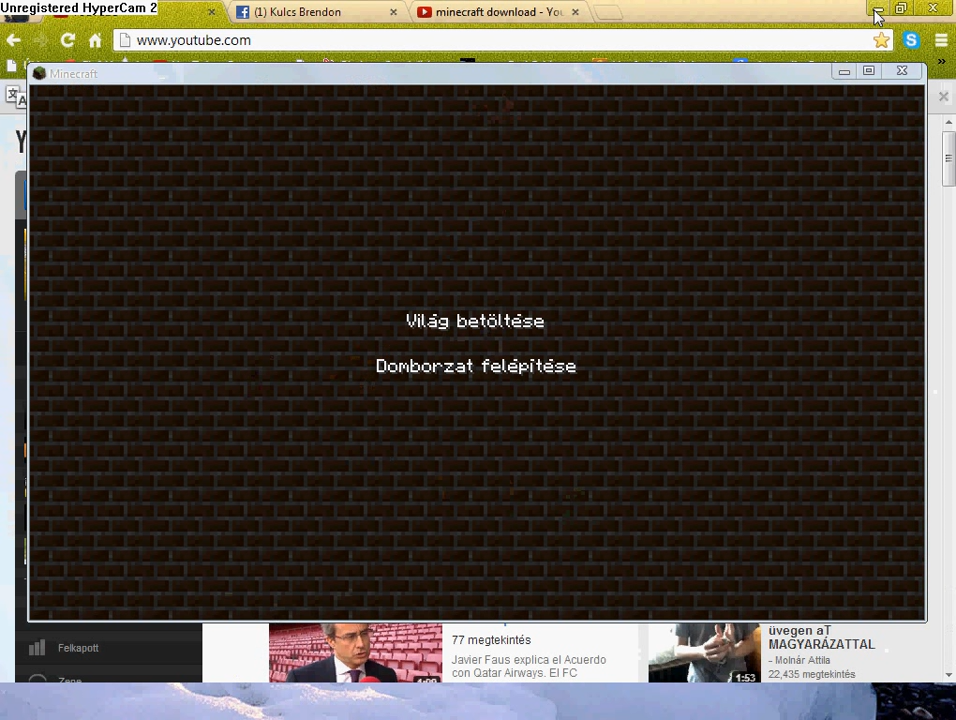 Unregistered HyperCam 2
(1) Kulcs Brendon
minecraft download - Yo
www.youtube.com
Minecraft
Világ betöltése
Domborzat felépítése
Felkapott
Zene
77 megtekintés
Javier Faus explica el Acuerdo
con Qatar Airways. El FC
üvegen aT
MAGYARÁZATTAL
- Molnár Attila
22,435 megtekintés
1:53